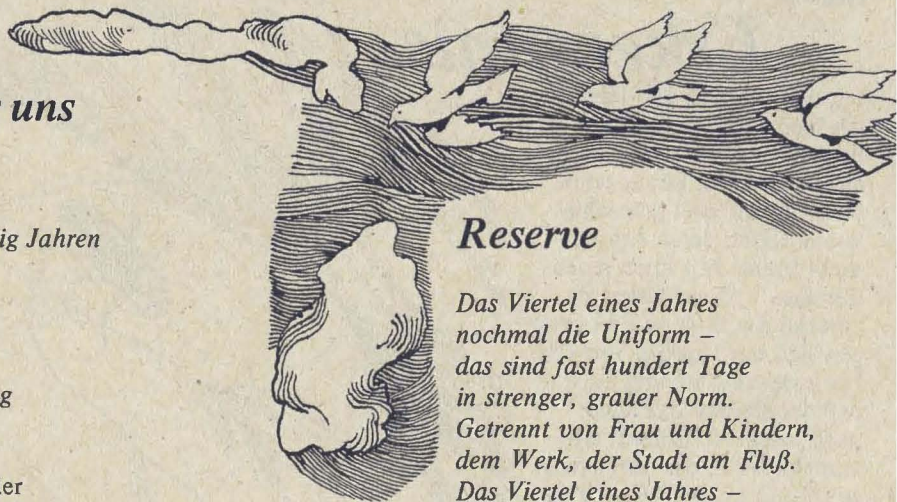 uns
ig Jahren
g
er
Reserve
Das Viertel eines Jahres
nochmal die Uniform –
das sind fast hundert Tage
in strenger, grauer Norm.
Getrennt von Frau und Kindern,
dem Werk, der Stadt am Fluß.
Das Viertel eines Jahres –